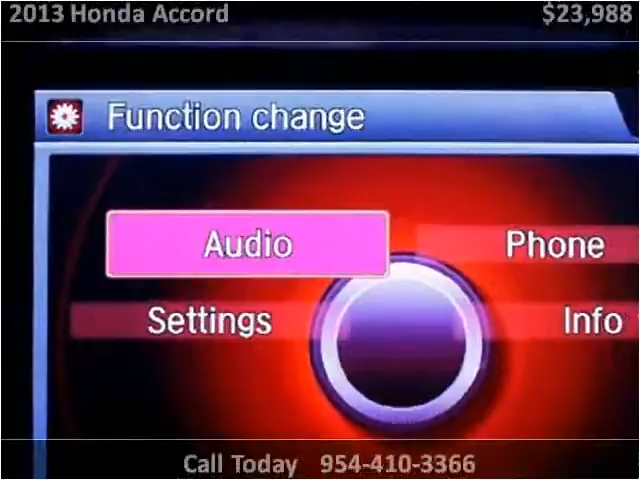 2013 Honda Accord $23,988
Function change
Audio Phone
Settings Info
Call Today 954-410-3366